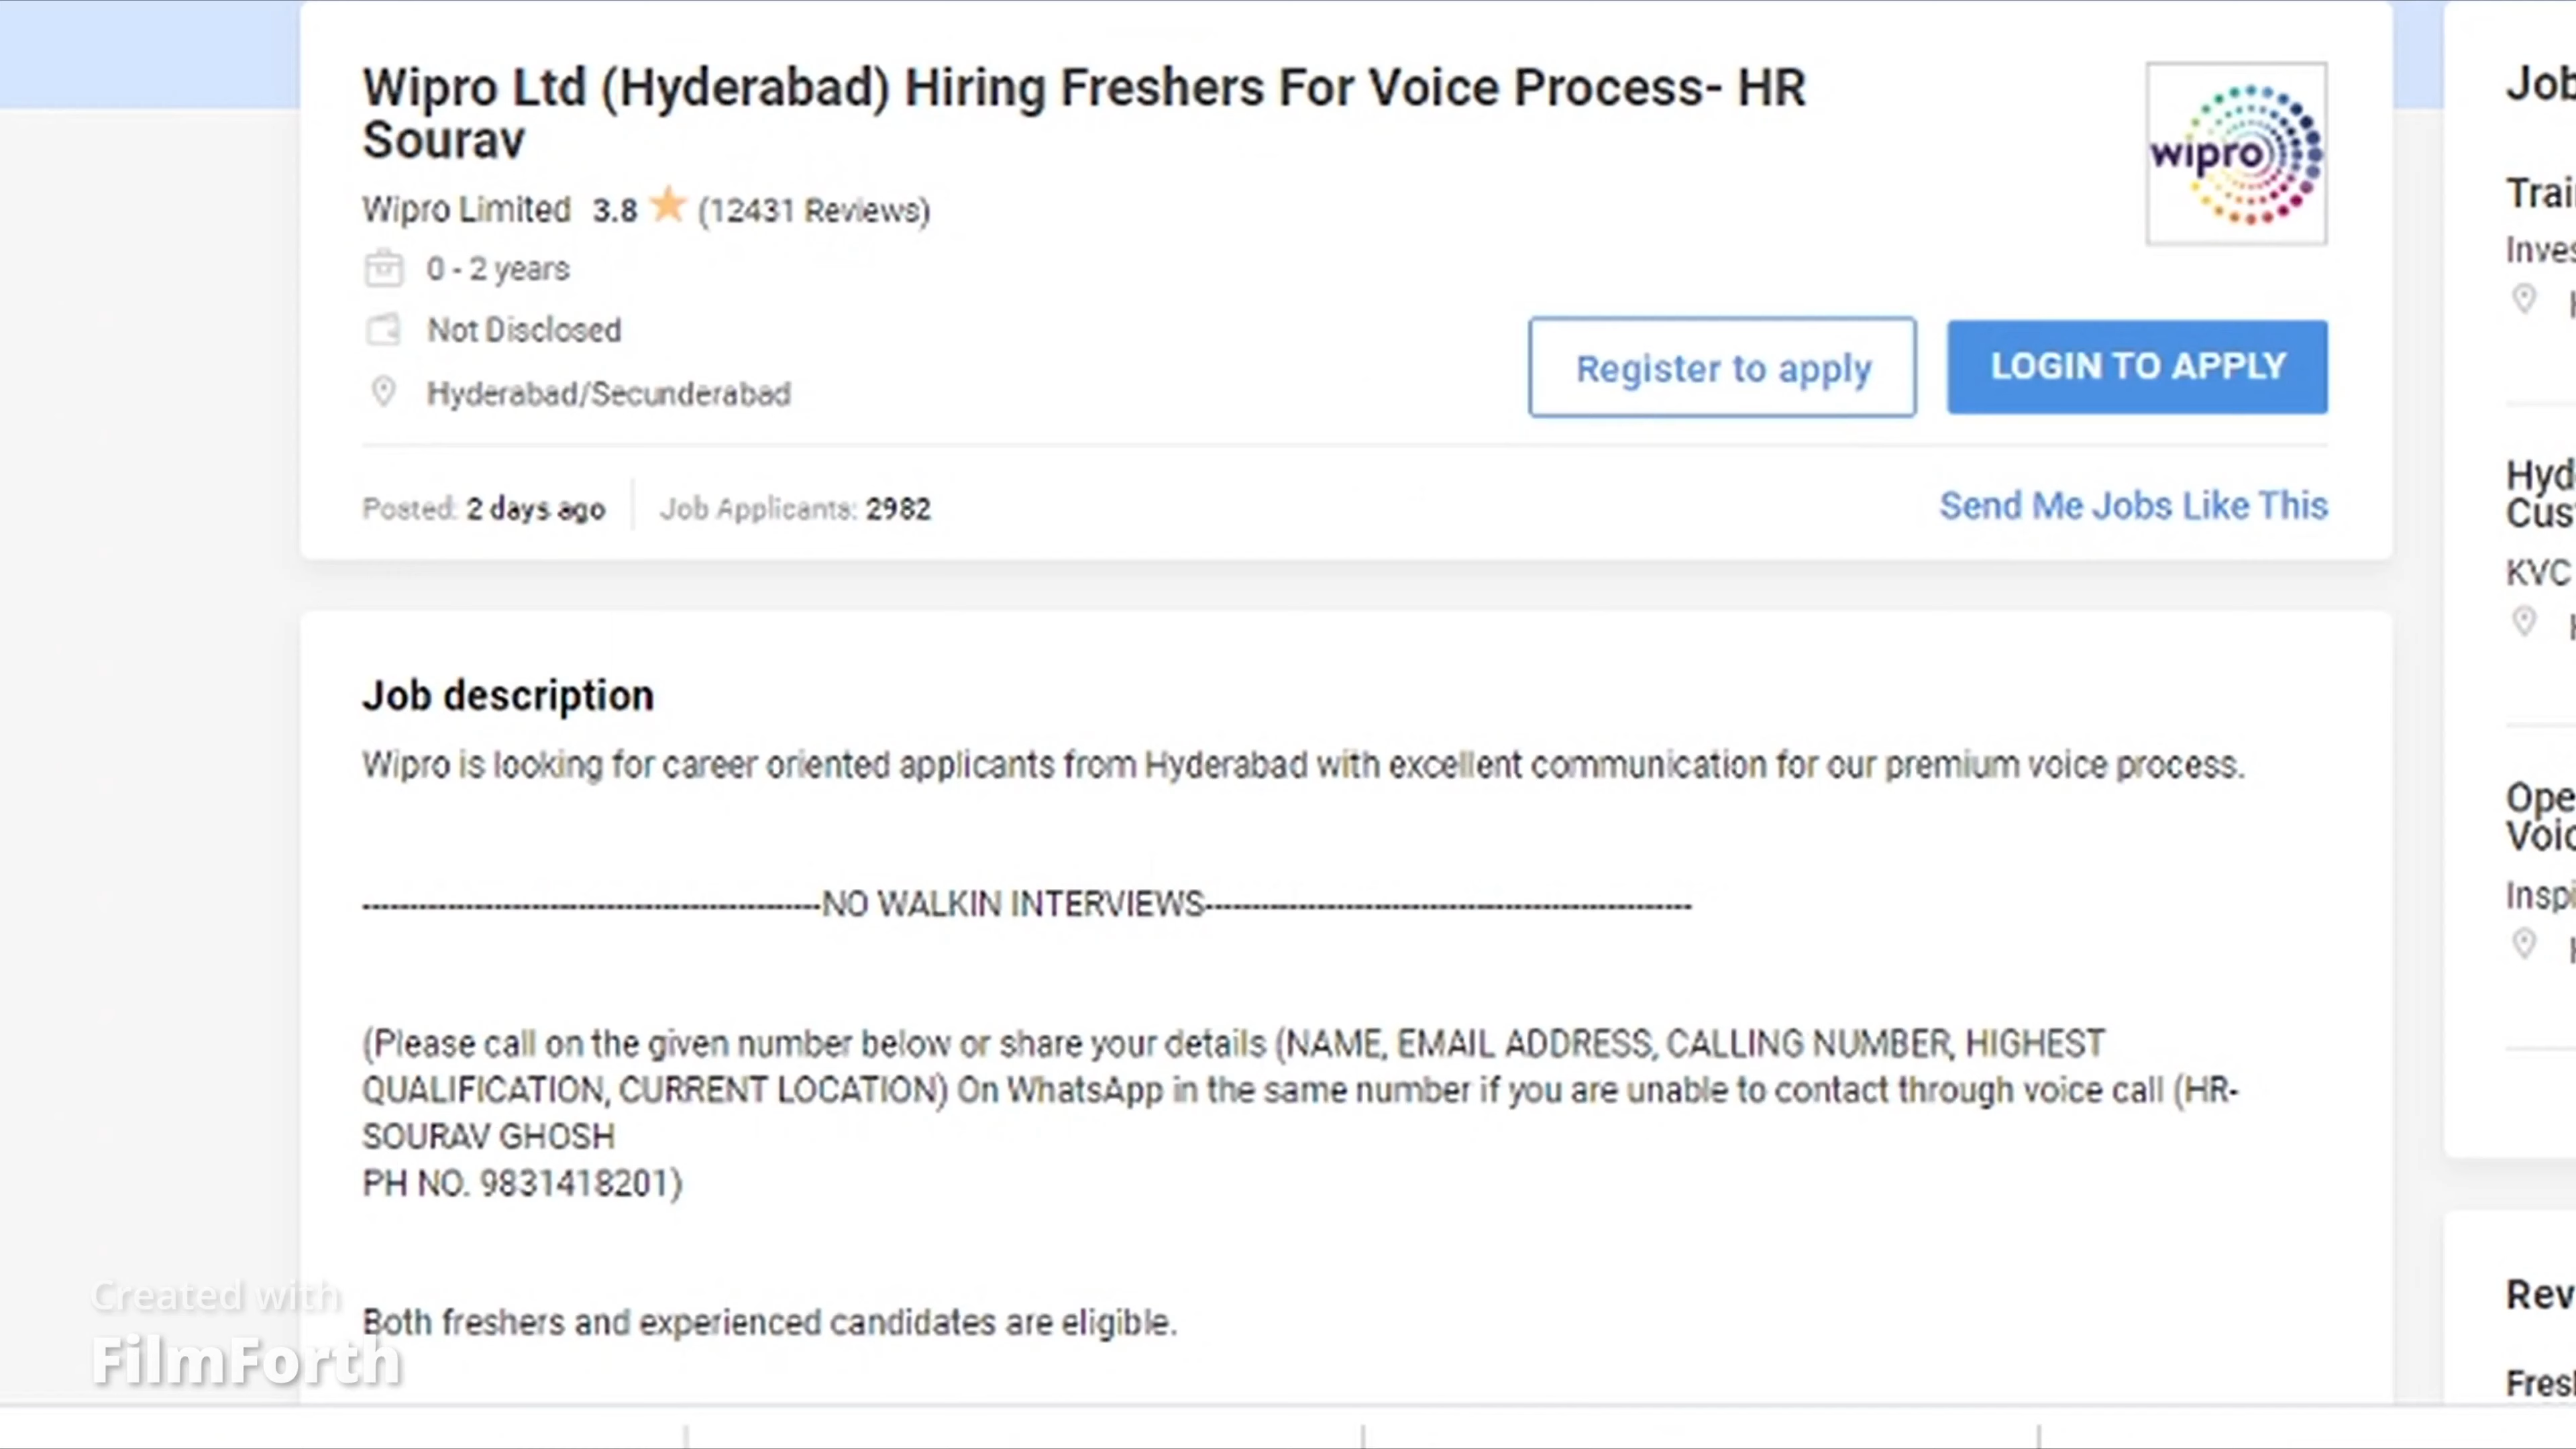 Wipro Ltd (Hyderabad) Hiring Freshers For Voice Process- HR
Sourav
Wipro Limited 3.8 (12431 Reviews)
0 - 2 years
Not Disclosed
Hyderabad/Secunderabad
wipro
Register to apply
LOGIN TO APPLY
Posted: 2 days ago
Job Applicants: 2982
Send Me Jobs Like This
Job description
Wipro is looking for career oriented applicants from Hyderabad with excellent communication for our premium voice process.
-----------------------------------------------NO WALKIN INTERVIEWS--------------------------------------------------
(Please call on the given number below or share your details (NAME, EMAIL ADDRESS, CALLING NUMBER, HIGHEST
QUALIFICATION, CURRENT LOCATION) On WhatsApp in the same number if you are unable to contact through voice call (HR-
SOURAV GHOSH
PH NO. 9831418201)
Both freshers and experienced candidates are eligible.
Created with
FilmForth
Job
KVC